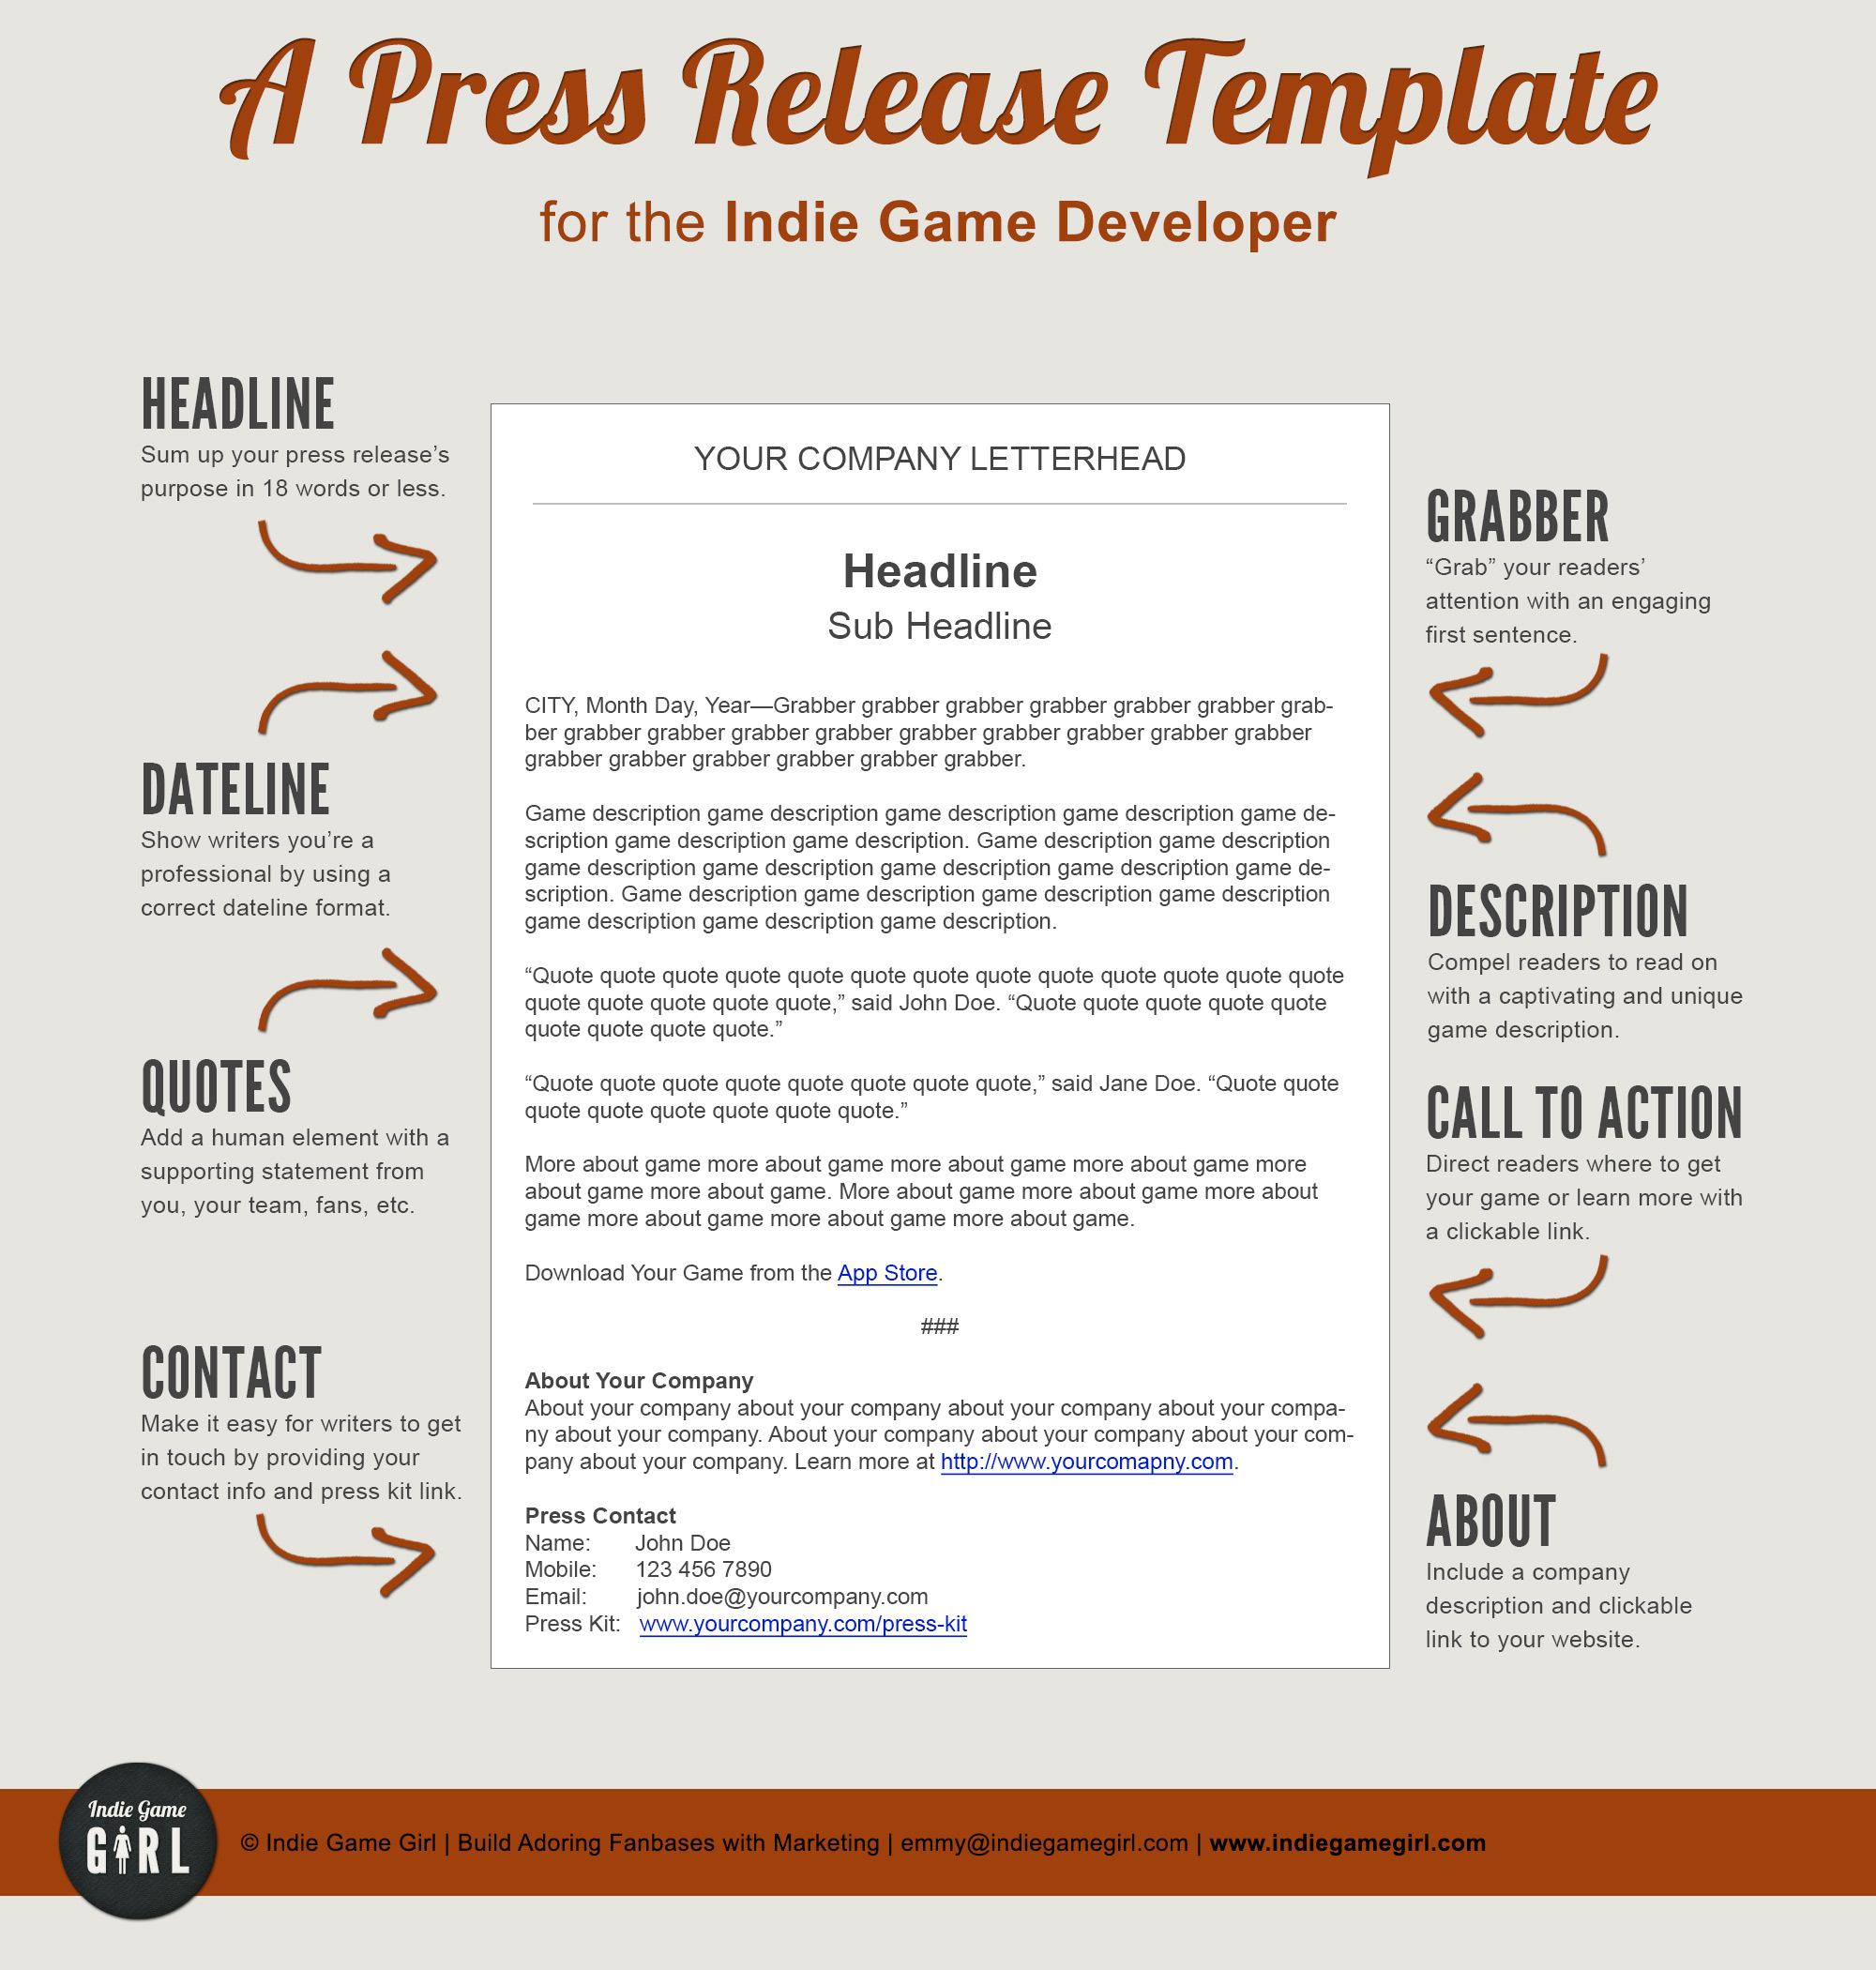 A Press Release Template
for the Indie Game Developer
HEADLINE
Sum up your press release’s
purpose in 18 words or less.
DATELINE
Show writers you’re a
professional by using a
correct dateline format.
QUOTES
Add a human element with a
supporting statement from
you, your team, fans, etc.
CONTACT
Make it easy for writers to get
in touch by providing your
contact info and press kit link.
YOUR COMPANY LETTERHEAD
Headline
Sub Headline
CITY, Month Day, Year—Grabber grabber grabber grabber grabber grabber grab-
ber grabber grabber grabber grabber grabber grabber grabber grabber grabber
grabber grabber grabber grabber grabber grabber.
Game description game description game description game description game de-
scription game description game description. Game description game description
game description game description game description game description game de-
scription. Game description game description game description game description
game description game description game description.
“Quote quote quote quote quote quote quote quote quote quote quote quote quote
quote quote quote quote quote,” said John Doe. “Quote quote quote quote quote
quote quote quote quote.”
“Quote quote quote quote quote quote quote quote,” said Jane Doe. “Quote quote
quote quote quote quote quote quote.”
More about game more about game more about game more about game more
about game more about game. More about game more about game more about
game more about game more about game more about game.
Download Your Game from the App Store.
###
About Your Company
About your company about your company about your company about your compa-
ny about your company. About your company about your company about your com-
pany about your company. Learn more at http://www.yourcomapny.com.
Press Contact
Name: John Doe
Mobile: 123 456 7890
Email: john.doe@yourcompany.com
Press Kit: www.yourcompany.com/press-kit
GRABBER
“Grab” your readers’
attention with an engaging
first sentence.
DESCRIPTION
Compel readers to read on
with a captivating and unique
game description.
CALL TO ACTION
Direct readers where to get
your game or learn more with
a clickable link.
ABOUT
Include a company
description and clickable
link to your website.
Indie Game
GIRL
© Indie Game Girl | Build Adoring Fanbases with Marketing | emmy@indiegamegirl.com | www.indiegamegirl.com